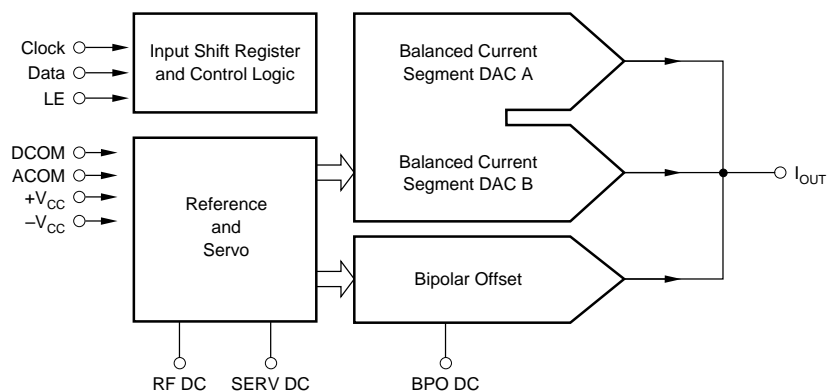 Clock
Data
LE
Input Shift Register
and Control Logic
Balanced Current
Segment DAC A
DCOM
ACOM
+VCC
–VCC
Reference
and
Servo
Balanced Current
Segment DAC B
IOUT
Bipolar Offset
RF DC
SERV DC
BPO DC